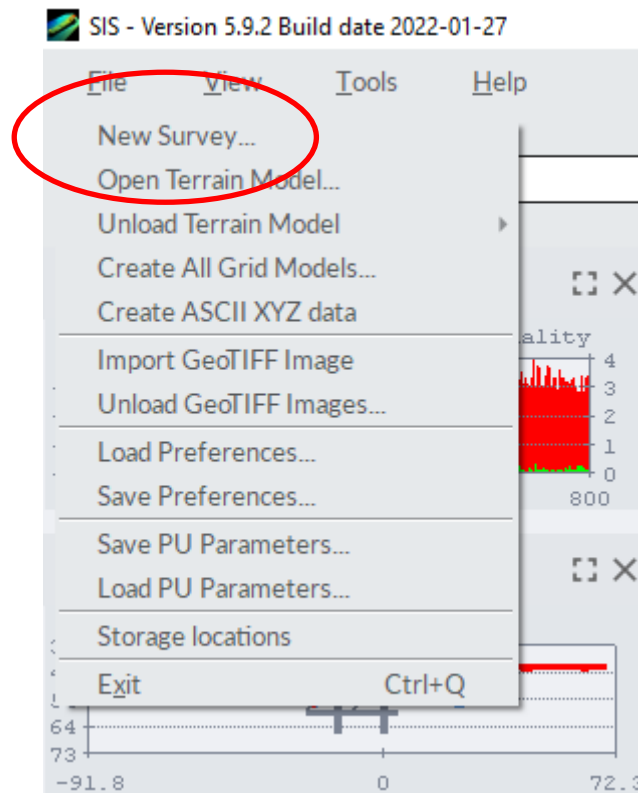 SIS - Version 5.9.2 Build date 2022-01-27
File View Tools Help
New Survey...
Open Terrain Model...
Unload Terrain Model
Create All Grid Models...
Create ASCII XYZ data
ality
4
Import GeoTIFF Image
3
Unload GeoTIFF Images...
2
Load Preferences...
1
0
Save Preferences...
800
Save PU Parameters...
Load PU Parameters...
Storage locations
Exit Ctrl+Q
64
73
-91.8 0 72.3